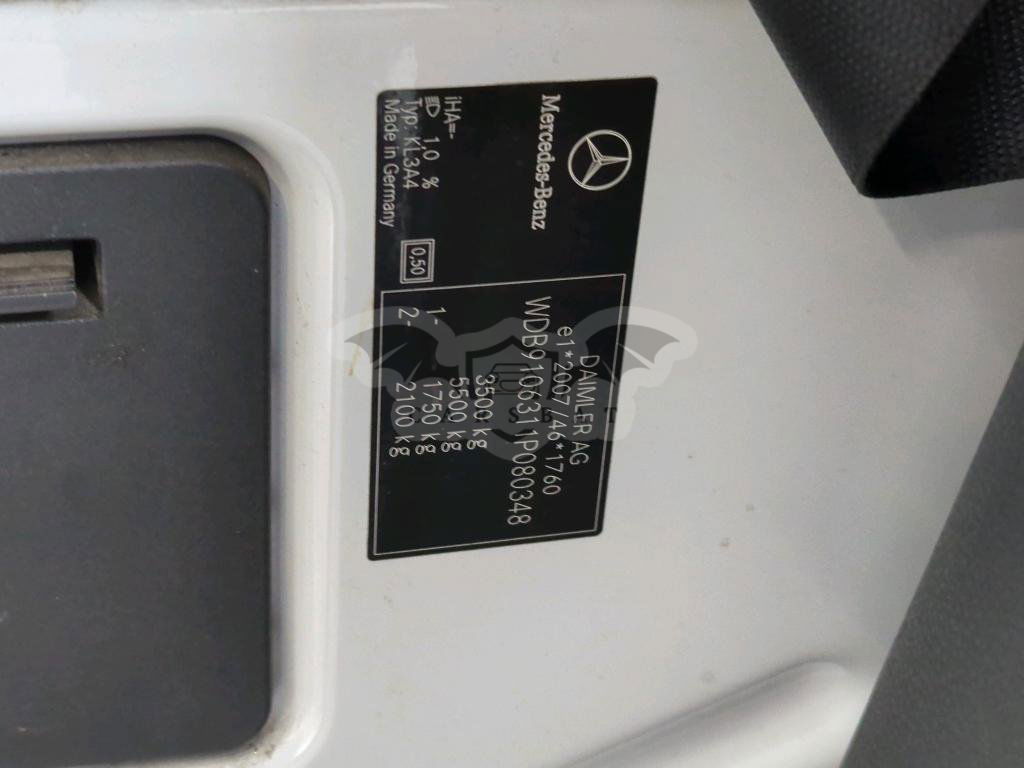 Mercedes-Benz
DAIMLER AG
e1*2007/46*1760
WDB9106311P080348
3500 kg
5500 kg
1- 1750 kg
2- 2100 kg
iHA=-
1,0 %
Typ: KL3A4
Made in Germany
0,50